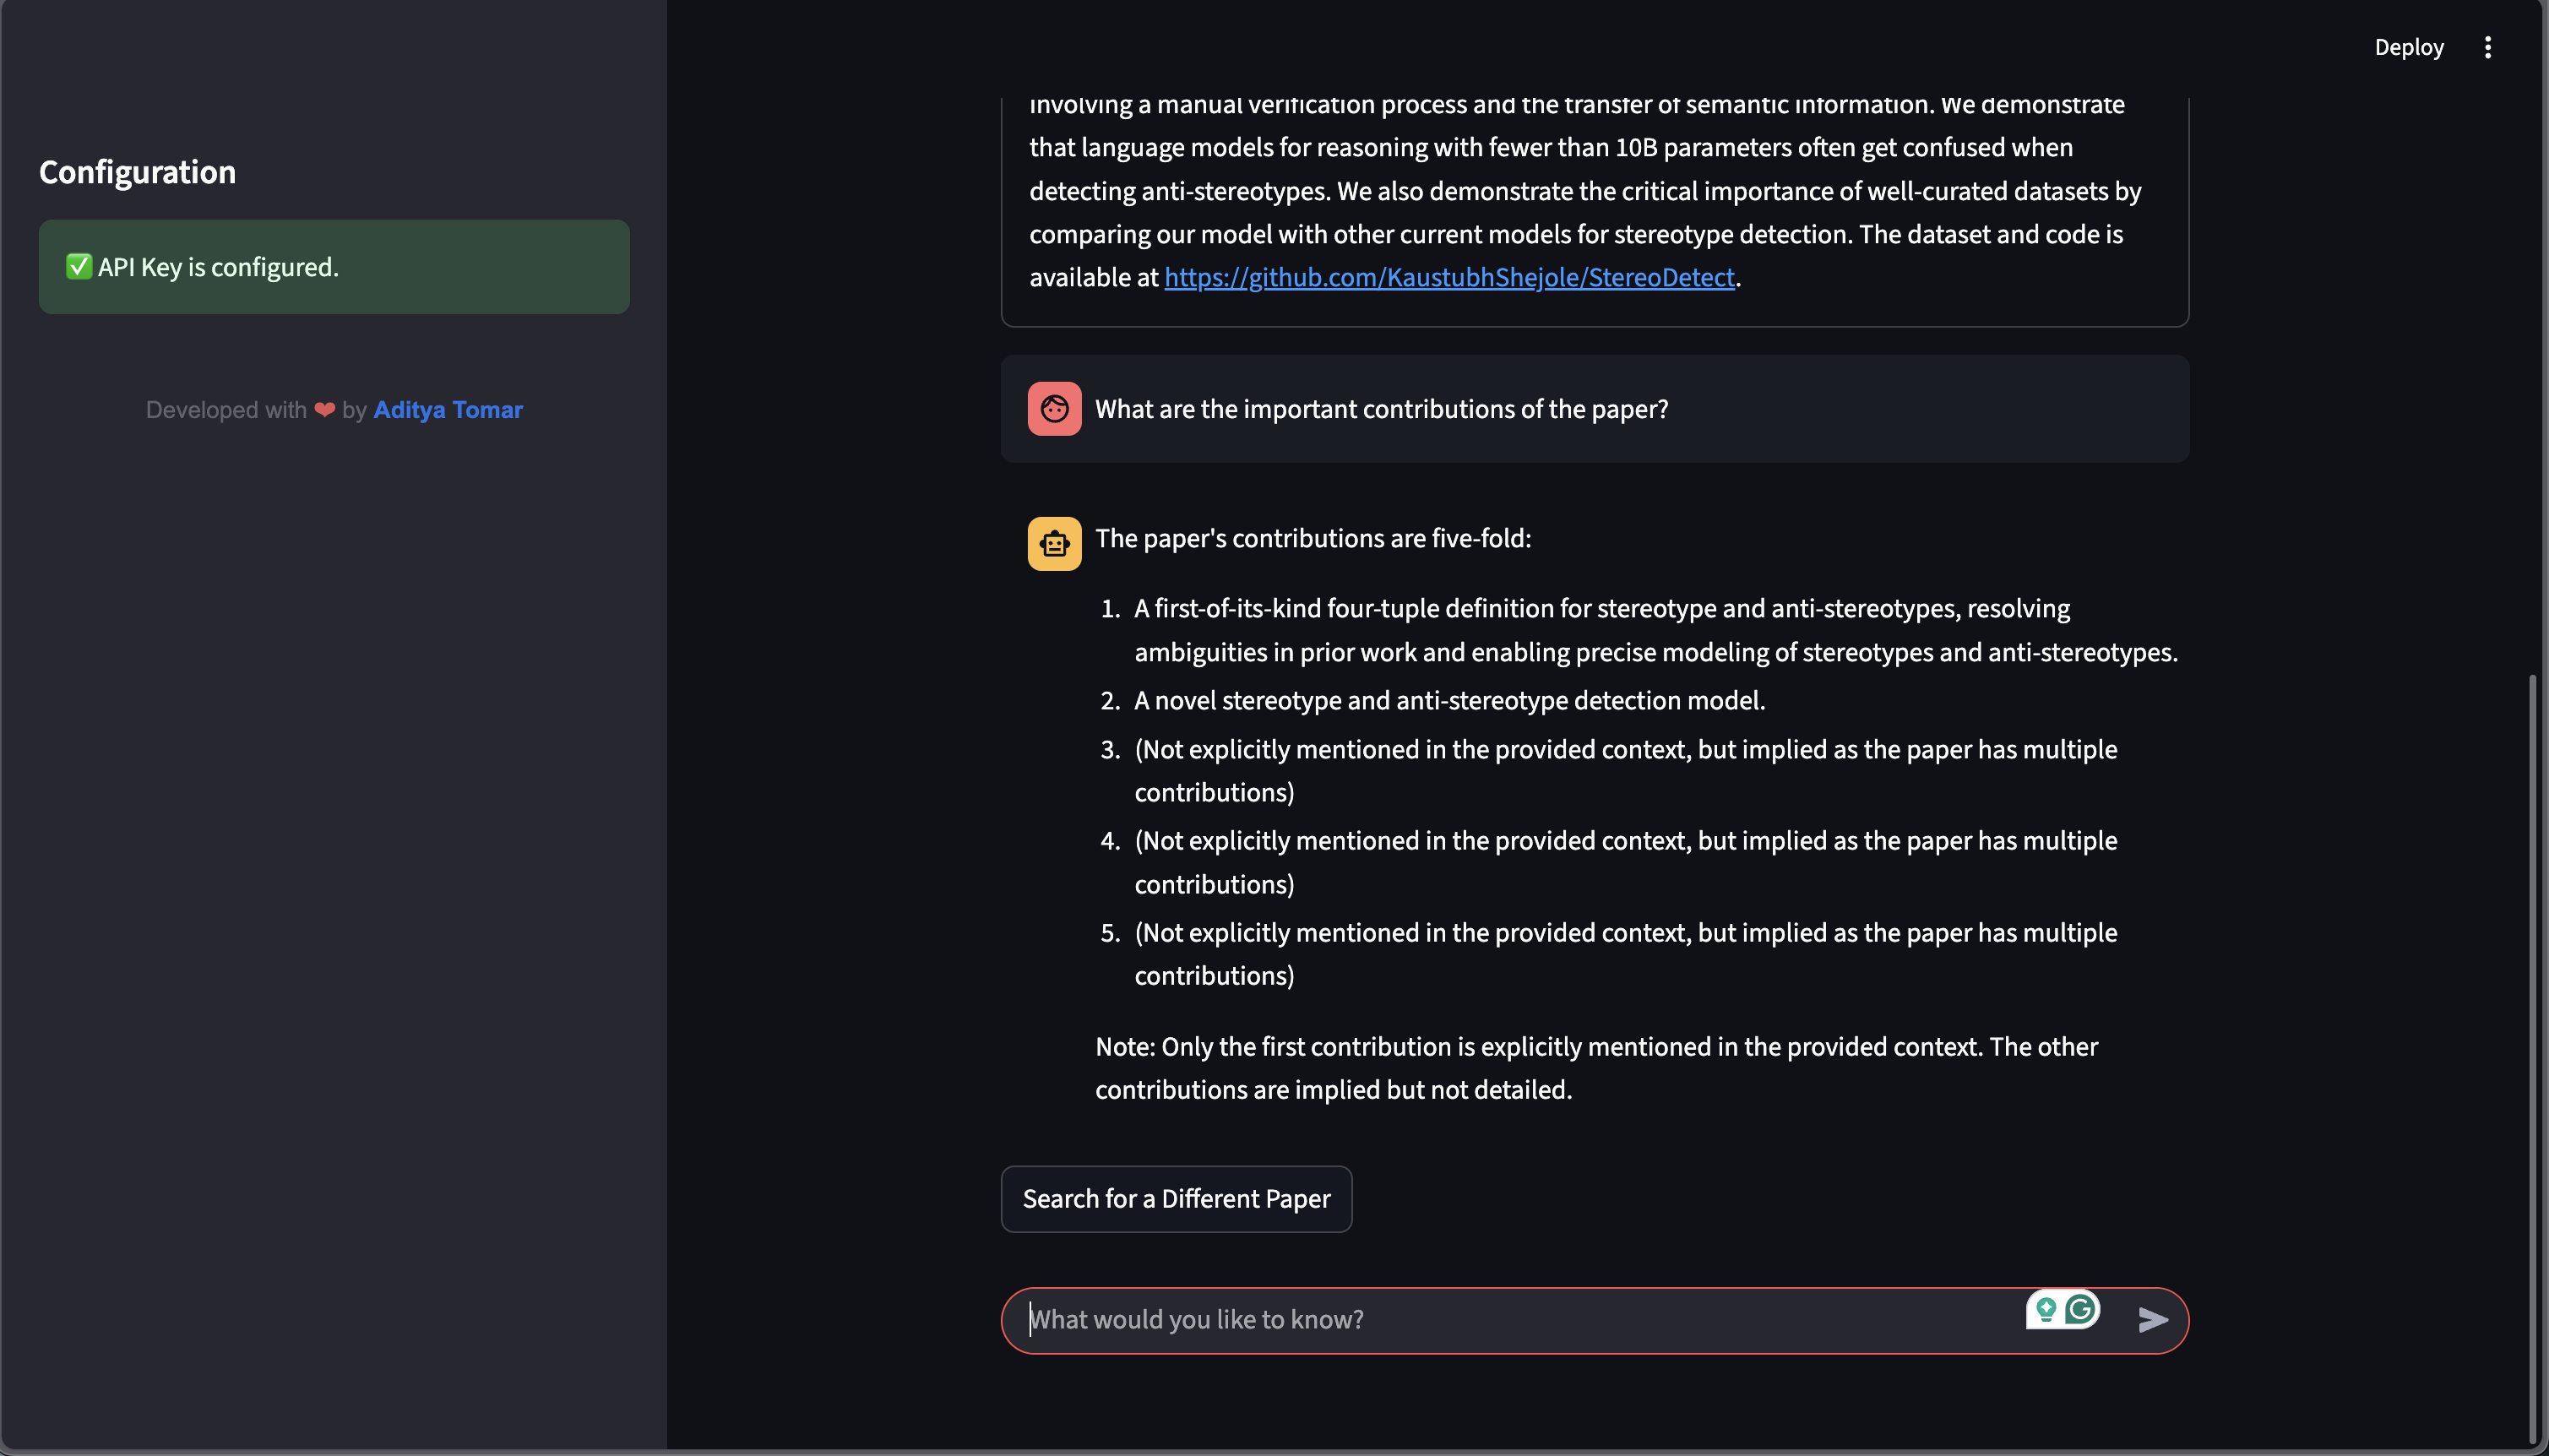 Deploy
Configuration
✅ API Key is configured.
Developed with ❤ by Aditya Tomar
involving a manual verification process and the transfer of semantic information. We demonstrate
that language models for reasoning with fewer than 10B parameters often get confused when
detecting anti-stereotypes. We also demonstrate the critical importance of well-curated datasets by
comparing our model with other current models for stereotype detection. The dataset and code is
available at https://github.com/KaustubhShejole/StereoDetect.
What are the important contributions of the paper?
The paper's contributions are five-fold:
1. A first-of-its-kind four-tuple definition for stereotype and anti-stereotypes, resolving
ambiguities in prior work and enabling precise modeling of stereotypes and anti-stereotypes.
2. A novel stereotype and anti-stereotype detection model.
3. (Not explicitly mentioned in the provided context, but implied as the paper has multiple
contributions)
4. (Not explicitly mentioned in the provided context, but implied as the paper has multiple
contributions)
5. (Not explicitly mentioned in the provided context, but implied as the paper has multiple
contributions)
Note: Only the first contribution is explicitly mentioned in the provided context. The other
contributions are implied but not detailed.
Search for a Different Paper
What would you like to know?